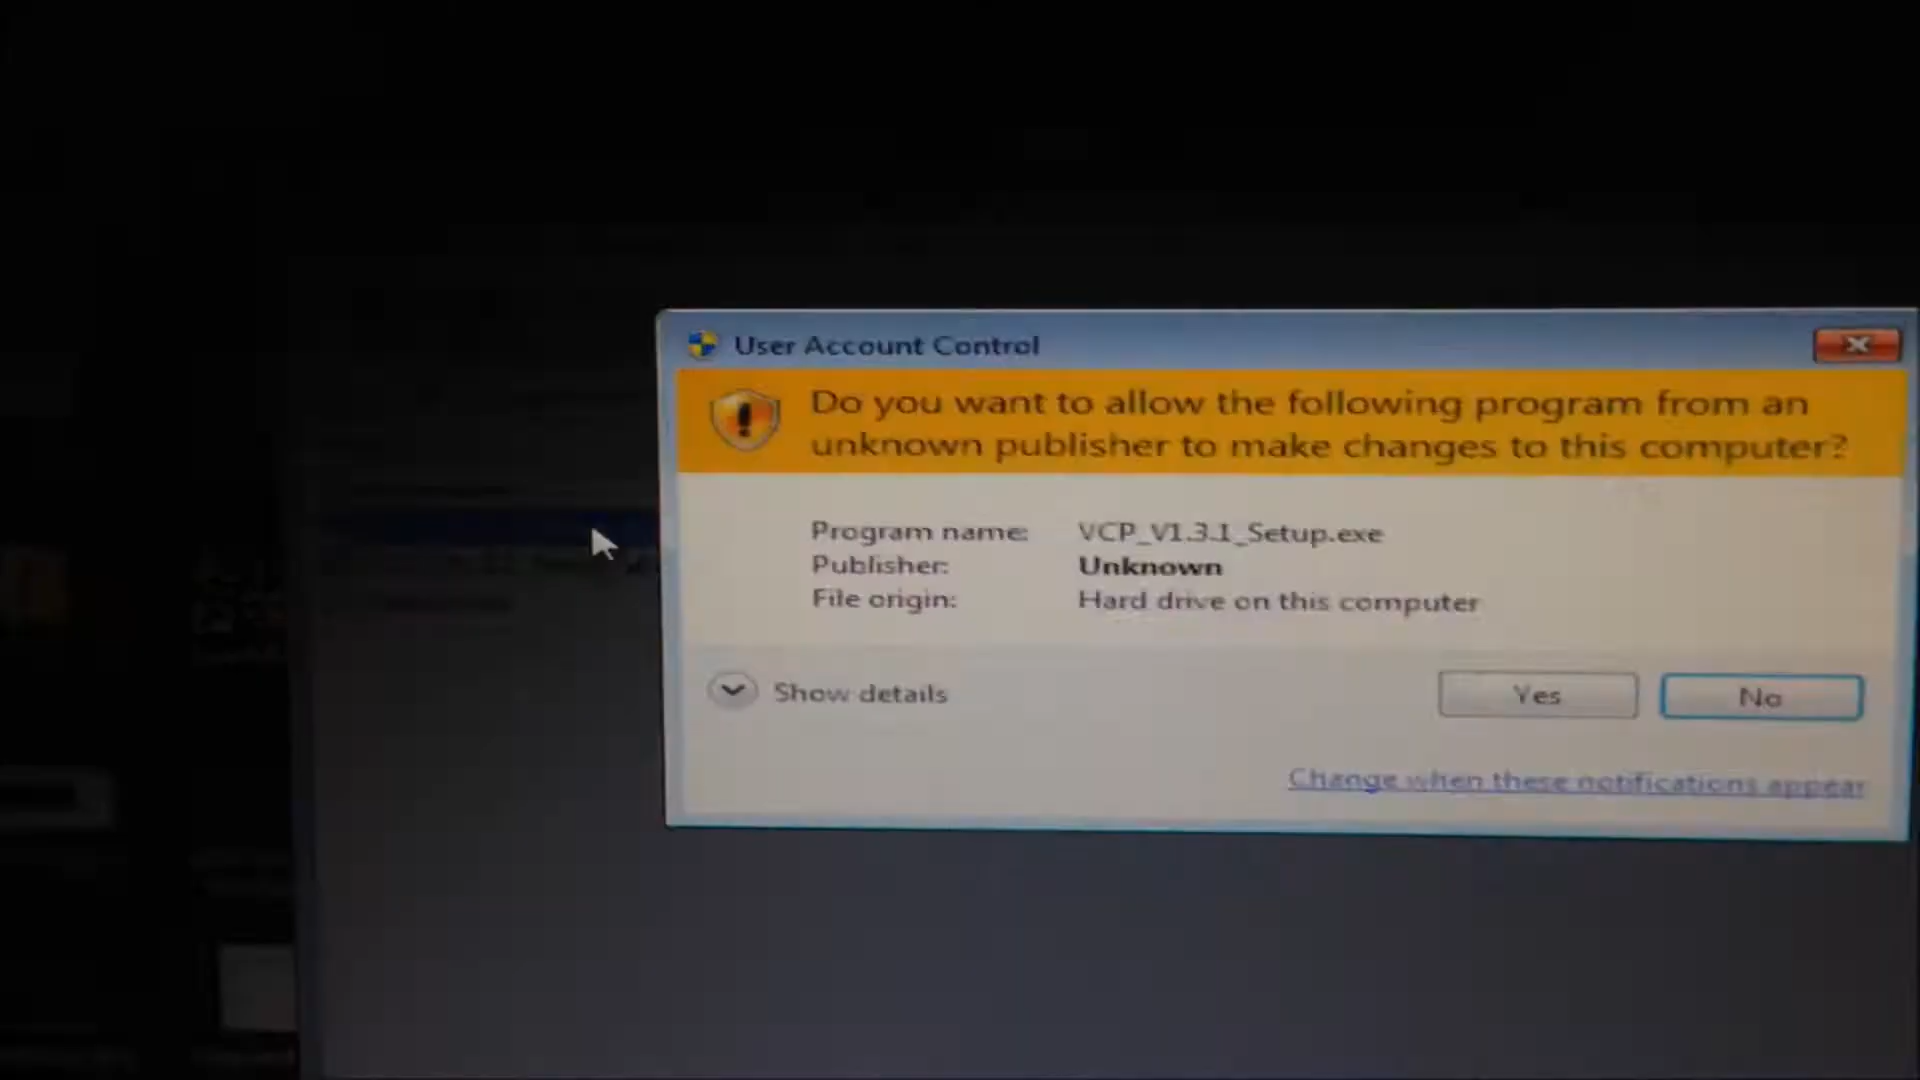 User Account Control
Do you want to allow the following program from an
unknown publisher to make changes to this computer?
Program name: VCP_V1.3.1_Setup.exe
Publisher: Unknown
File origin: Hard drive on this computer
Show details
Yes
No
Change when these notifications appear